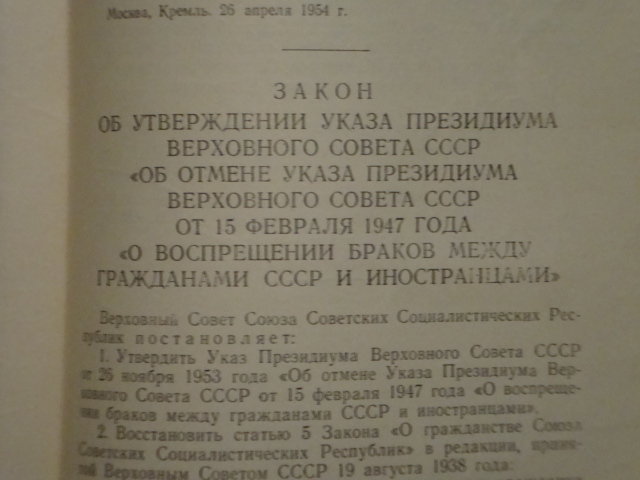 Москва, Кремль. 26 апреля 1954 г.
ЗАКОН
ОБ УТВЕРЖДЕНИИ УКАЗА ПРЕЗИДИУМА
ВЕРХОВНОГО СОВЕТА СССР
«ОБ ОТМЕНЕ УКАЗА ПРЕЗИДИУМА
ВЕРХОВНОГО СОВЕТА СССР
ОТ 15 ФЕВРАЛЯ 1947 ГОДА
«О ВОСПРЕЩЕНИИ БРАКОВ МЕЖДУ
ГРАЖДАНАМИ СССР И ИНОСТРАНЦАМИ»
Верховный Совет Союза Советских Социалистических Рес-
публик постановляет:
1. Утвердить Указ Президиума Верховного Совета СССР
от 26 ноября 1953 года «Об отмене Указа Президиума Вер-
ховного Совета СССР от 15 февраля 1947 года «О воспреще-
нии браков между гражданами СССР и иностранцами».
2. Восстановить статью 5 Закона «О гражданстве Союза
Советских Социалистических Республик» в редакции, приня-
той Верховным Советом СССР 19 августа 1938 года: